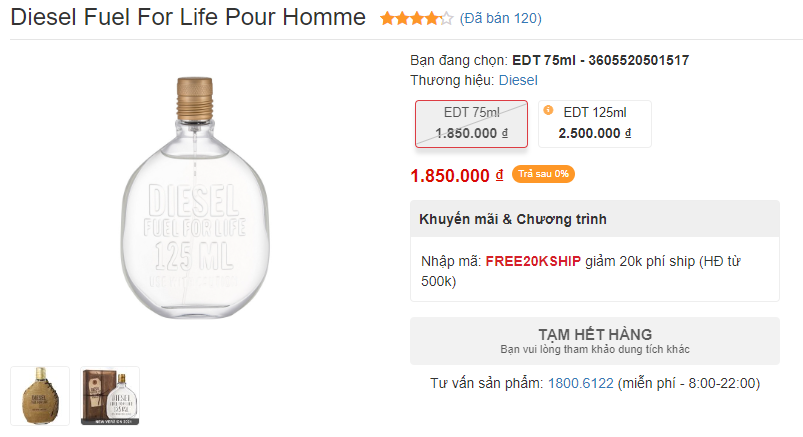 Diesel Fuel For Life Pour Homme (Đã bán 120)
Bạn đang chọn: EDT 75ml - 3605520501517
Thương hiệu: Diesel
EDT 75ml
1.850.000 ₫
EDT 125ml
2.500.000 ₫
1.850.000 ₫ Trả sau 0%
Khuyến mãi & Chương trình
Nhập mã: FREE20KSHIP giảm 20k phí ship (HĐ từ
500k)
TẠM HẾT HÀNG
Bạn vui lòng tham khảo dung tích khác
Tư vấn sản phẩm: 1800.6122 (miễn phí - 8:00-22:00)
DIESEL
FUEL FOR LIFE
125 ML
DIESEL
NEW VERSION 2021